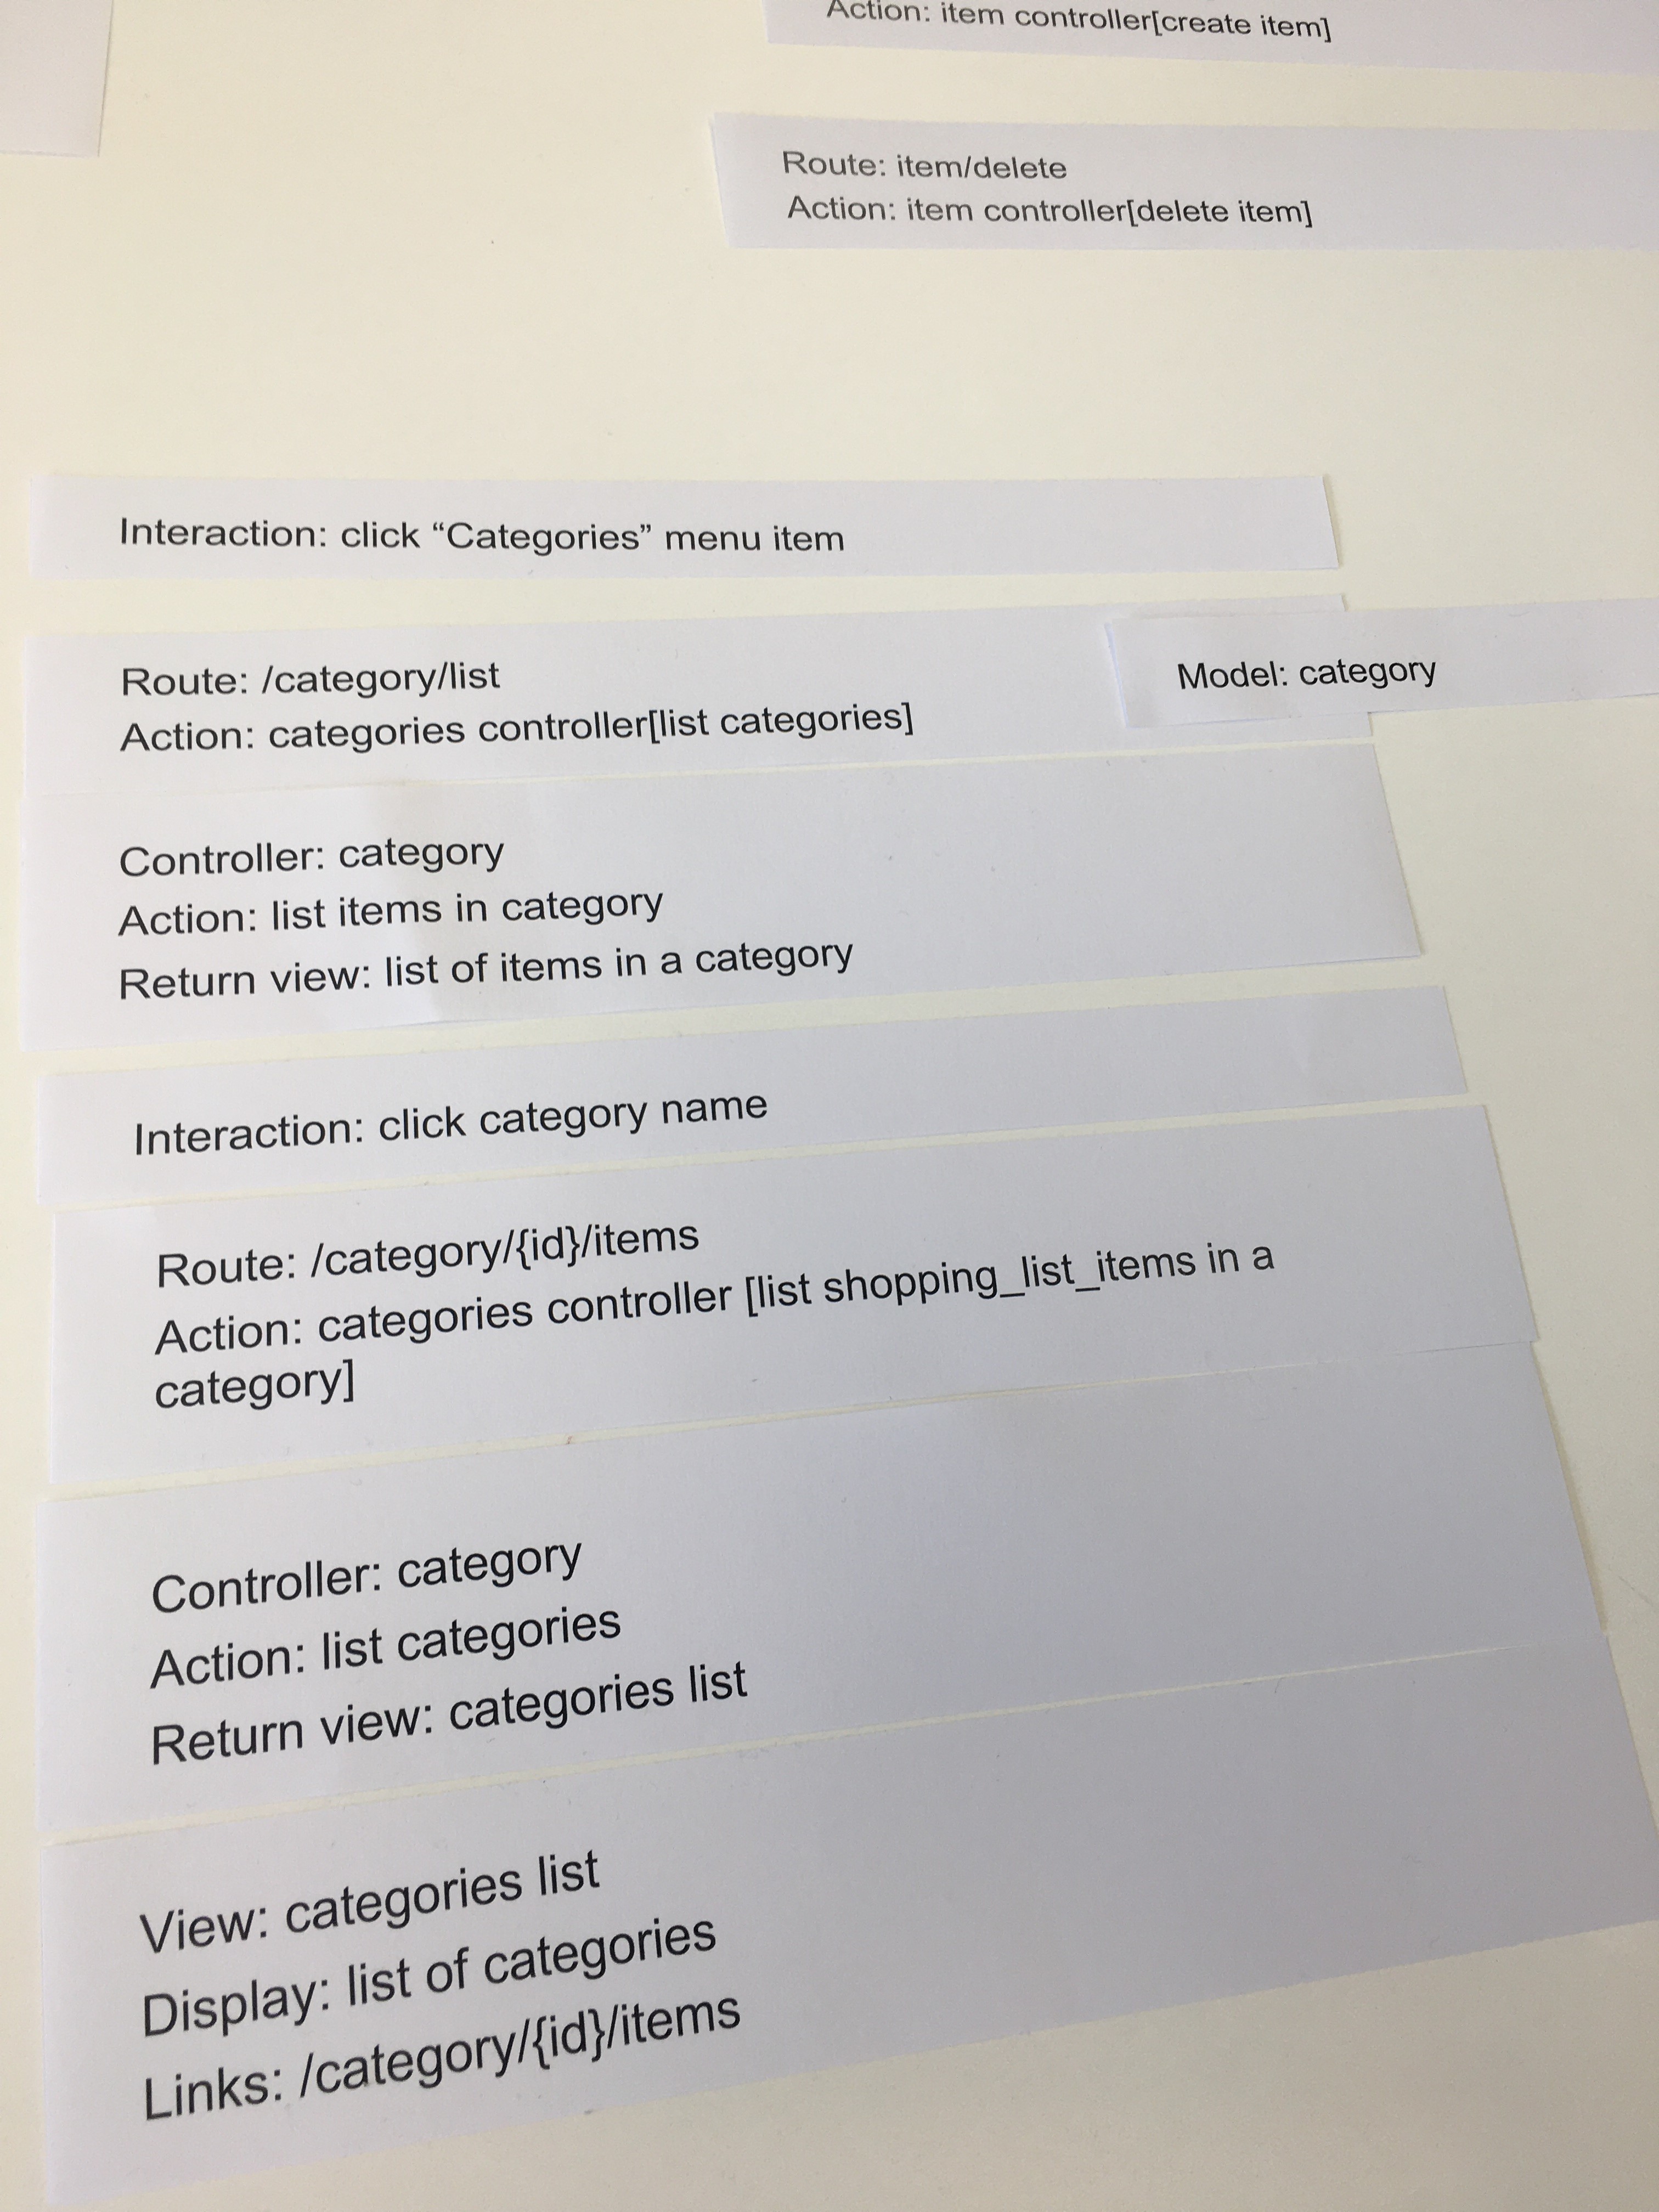 Action: item controller[create item]
Route: item/delete
Action: item controller[delete item]
Interaction: click “Categories” menu item
Route: /category/list
Action: categories controller[list categories]
Model: category
Controller: category
Action: list items in category
Return view: list of items in a category
Interaction: click category name
Route: /category/{id}/items
Action: categories controller [list shopping_list_items in a
category]
Controller: category
Action: list categories
Return view: categories list
View: categories list
Display: list of categories
Links: /category/{id}/items